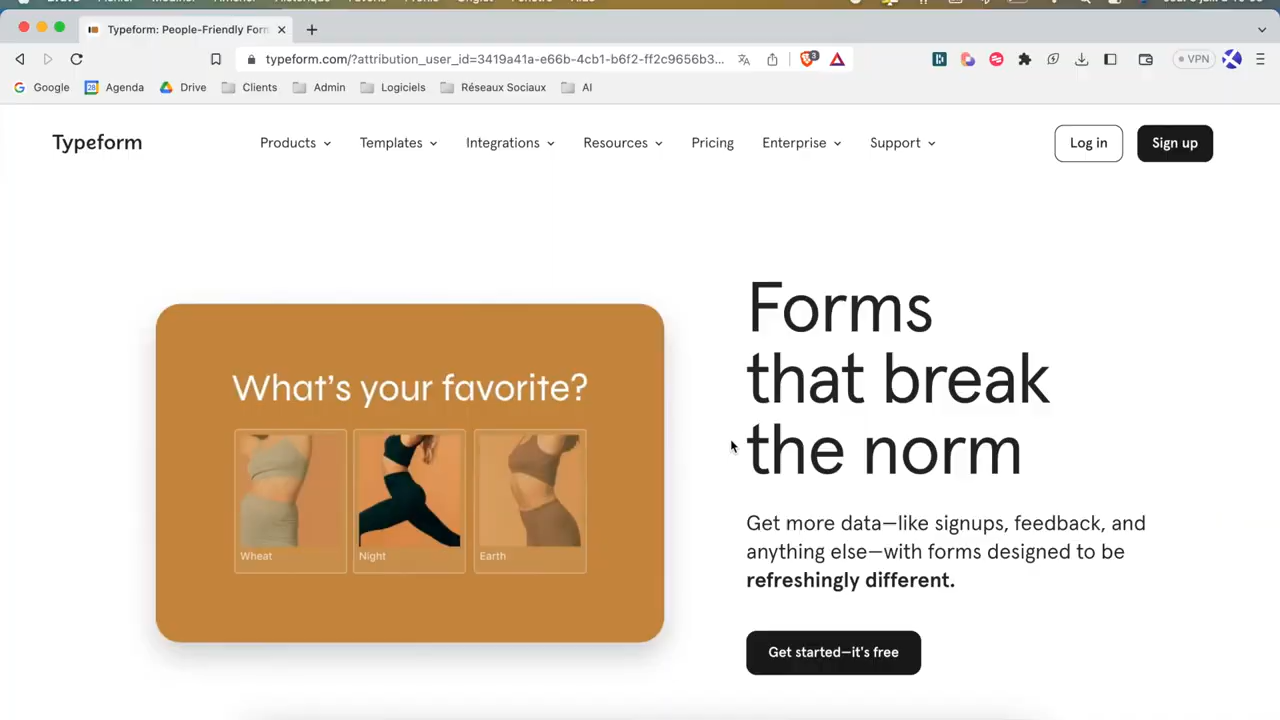 Typeform: People-Friendly Form
typeform.com/?attribution_user_id=3419a41a-e66b-4cb1-b6f2-ff2c9656b3...
3
VPN
Google
28
Agenda
Drive
Clients
Admin
Logiciels
Réseaux Sociaux
AI
Typeform
Products
Templates
Integrations
Resources
Pricing
Enterprise
Support
Log in
Sign up
What's your favorite?
Wheat
Night
Earth
Forms
that break
the norm
Get more data—like signups, feedback, and
anything else—with forms designed to be
refreshingly different.
Get started—it's free